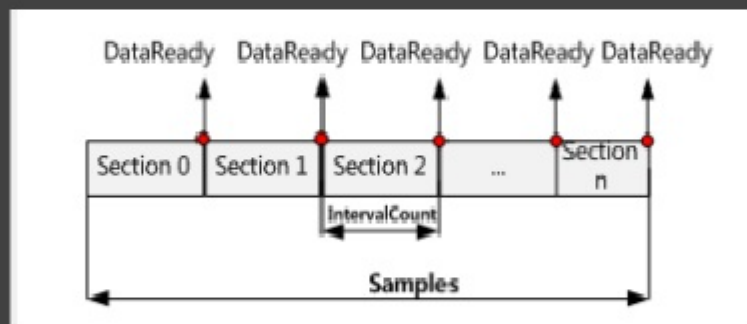 DataReady DataReady DataReady DataReady DataReady
Section 0 Section 1 Section 2 ... Section
n
IntervalCount
Samples